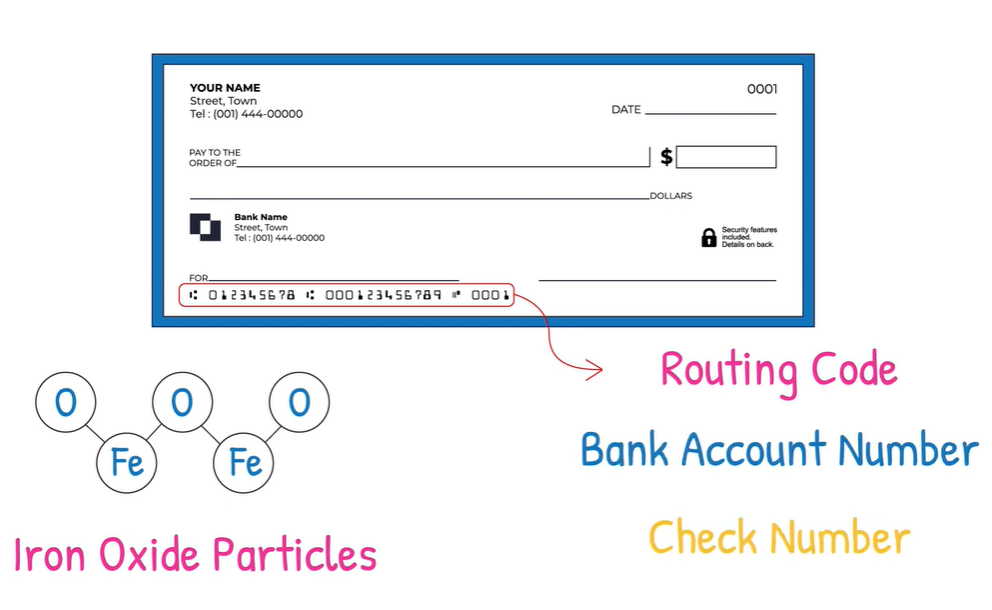 YOUR NAME
Street, Town
Tel : (001) 444-00000
0001
DATE
PAY TO THE
ORDER OF
$
DOLLARS
Bank Name
Street, Town
Tel : (001) 444-00000
Security features
included.
Details on back.
FOR
⑆ 012345678 ⑆ 000123456789 ⑈ 0001
Routing Code
Bank Account Number
Check Number
O O O
Fe Fe
Iron Oxide Particles